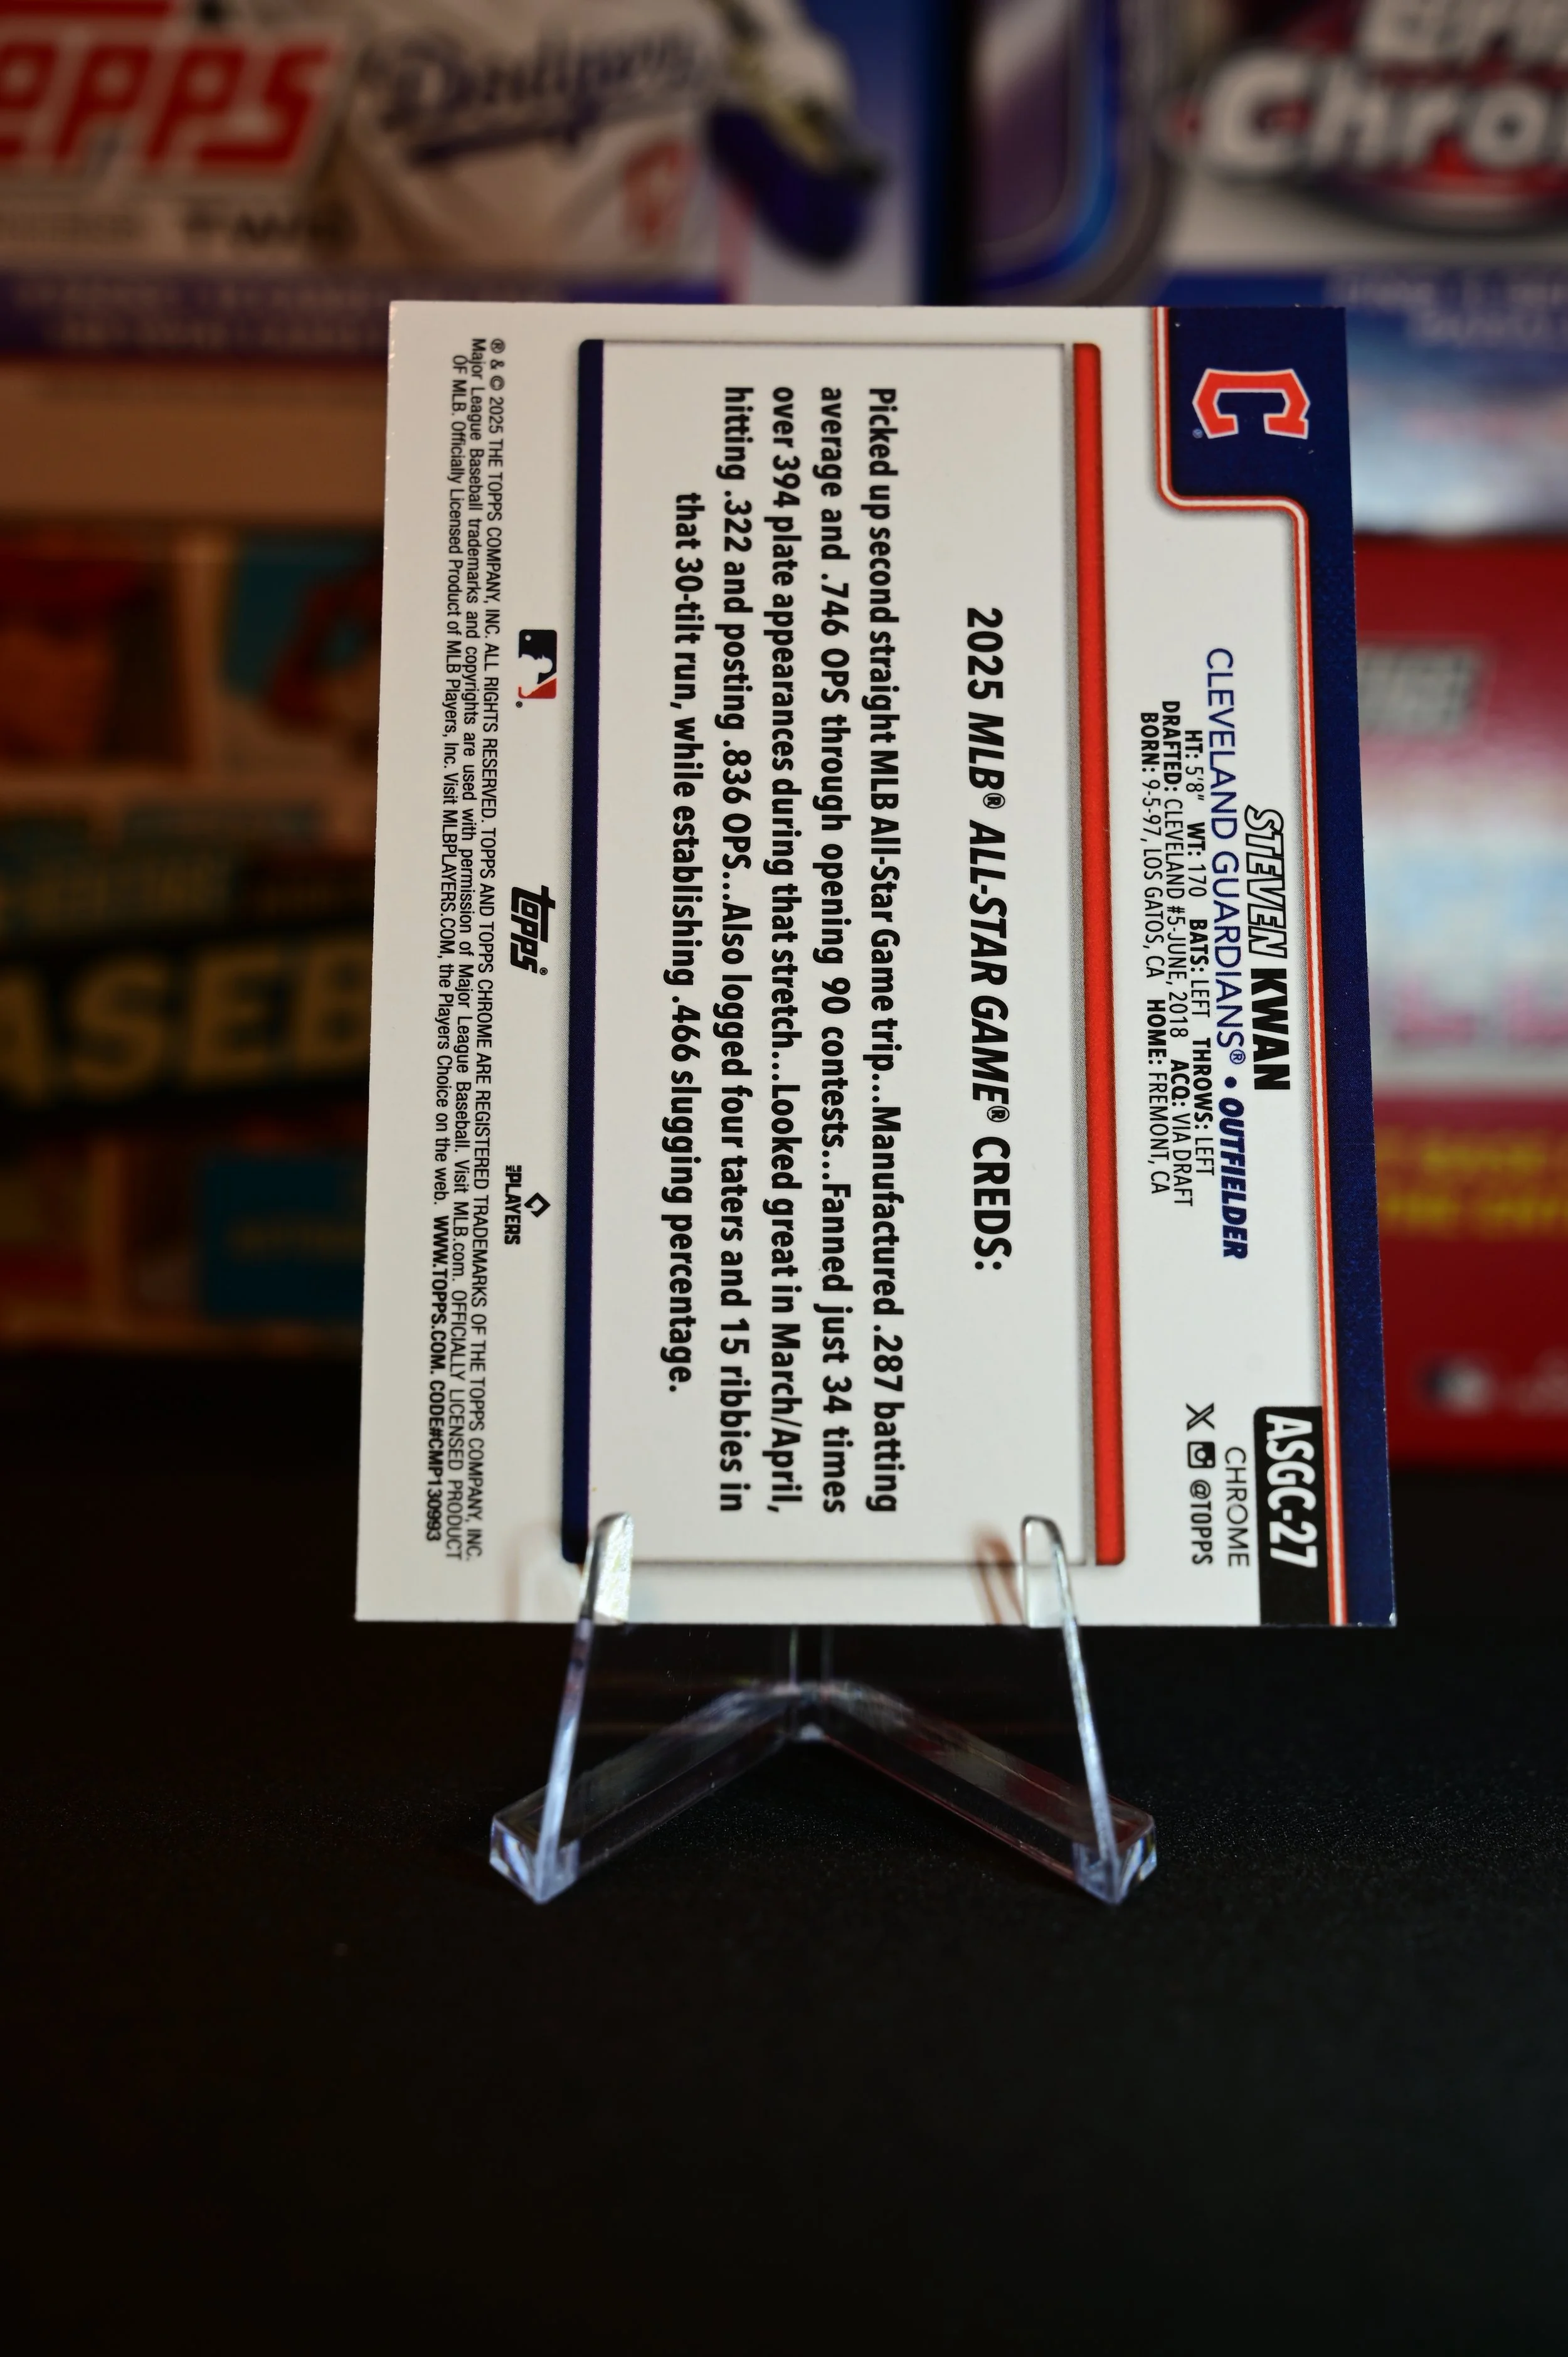 ASGC-27
CHROME
@TOPPS
STEVEN KWAN
CLEVELAND GUARDIANS® • OUTFIELDER
HT: 5'8" WT: 170 BATS: LEFT THROWS: LEFT
DRAFTED: CLEVELAND #5-JUNE, 2018 ACQ: VIA DRAFT
BORN: 9-5-97, LOS GATOS, CA HOME: FREMONT, CA
2025 MLB® ALL-STAR GAME® CREDS:
Picked up second straight MLB All-Star Game trip...Manufactured .287 batting
average and .746 OPS through opening 90 contests...Fanned just 34 times
over 394 plate appearances during that stretch...Looked great in March/April,
hitting .322 and posting .836 OPS...Also logged four taters and 15 ribbies in
that 30-tilt run, while establishing .466 slugging percentage.
topps®
PLAYERS
® & © 2025 THE TOPPS COMPANY, INC. ALL RIGHTS RESERVED. TOPPS AND TOPPS CHROME ARE REGISTERED TRADEMARKS OF THE TOPPS COMPANY, INC.
Major League Baseball trademarks and copyrights are used with permission of Major League Baseball. Visit MLB.com. OFFICIALLY LICENSED PRODUCT
OF MLB. Officially Licensed Product of MLB Players, Inc. Visit MLBPLAYERS.COM, the Players Choice on the web. WWW.TOPPS.COM. CODE#CMP130993
C
Dodgers